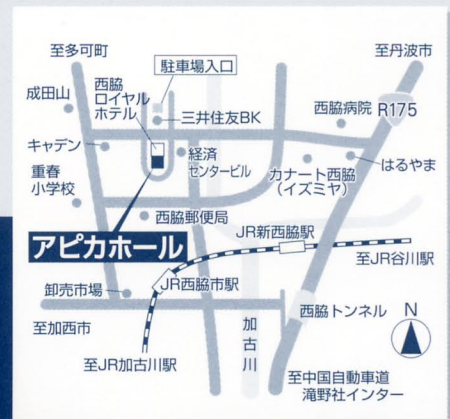 至多可町
至丹波市
駐車場入口
成田山
西脇
ロイヤル
ホテル
三井住友BK
西脇病院
R175
キャデン
経済
センタービル
カナート西脇
(イズミヤ)
はるやま
重春
小学校
西脇郵便局
アピカホール
JR新西脇駅
至JR谷川駅
卸売市場
JR西脇市駅
西脇トンネル
至加西市
加古川
N
至JR加古川駅
至中国自動車道
滝野社インター